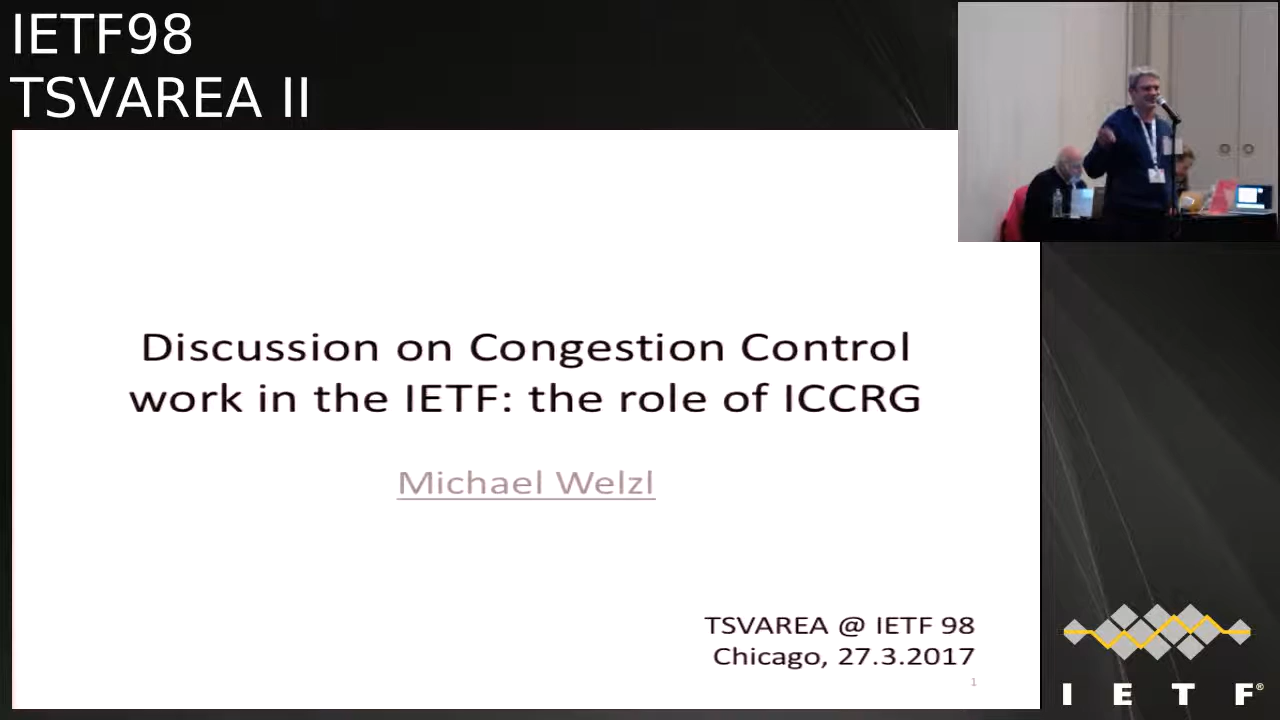 IETF98
TSVAREA II
Discussion on Congestion Control
work in the IETF: the role of ICCRG
Michael Welzl
TSVAREA @ IETF 98
Chicago, 27.3.2017
1
I E T F®